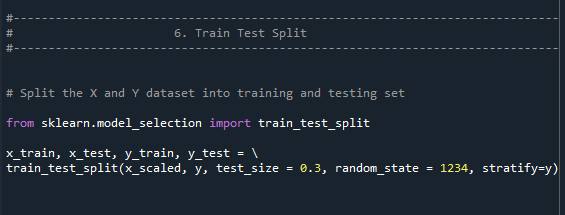 #------------------------------------------------------------------------------
#                       6. Train Test Split
#------------------------------------------------------------------------------
# Split the X and Y dataset into training and testing set
from sklearn.model_selection import train_test_split
x_train, x_test, y_train, y_test = \
train_test_split(x_scaled, y, test_size = 0.3, random_state = 1234, stratify=y)